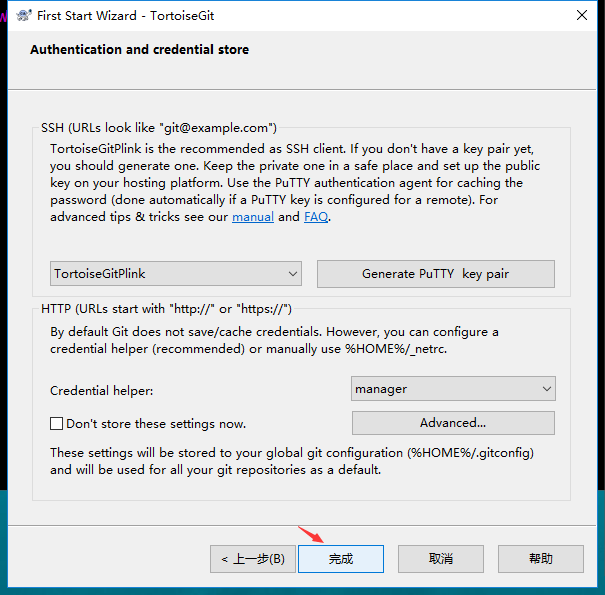 First Start Wizard - TortoiseGit
Authentication and credential store
SSH (URLs look like "git@example.com")
TortoiseGitPlink is the recommended as SSH client. If you don't have a key pair yet,
you should generate one. Keep the private one in a safe place and set up the public
key on your hosting platform. Use the PuTTY authentication agent for caching the
password (done automatically if a PuTTY key is configured for a remote). For
advanced tips & tricks see our manual and FAQ.
TortoiseGitPlink
Generate PuTTY key pair
HTTP (URLs start with "http://" or "https://")
By default Git does not save/cache credentials. However, you can configure a
credential helper (recommended) or manually use %HOME%/_netrc.
Credential helper:
manager
Don't store these settings now.
Advanced...
These settings will be stored to your global git configuration (%HOME%/.gitconfig)
and will be used for all your git repositories as a default.
< 上一步(B)
完成
取消
帮助